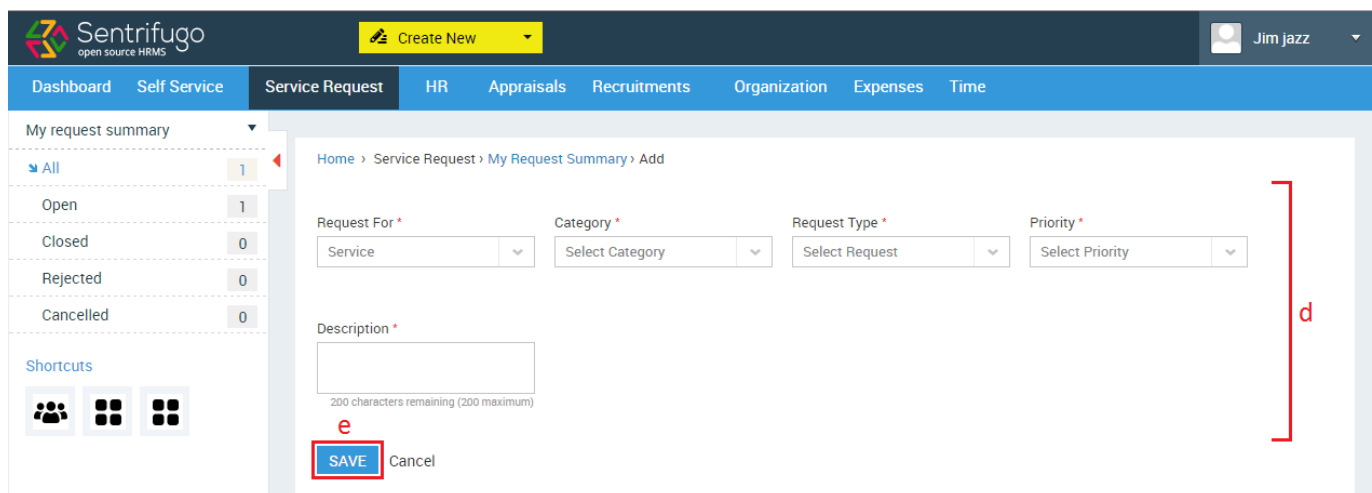 Sentrifugo
open source HRMS
Create New
Jim jazz
Dashboard Self Service Service Request HR Appraisals Recruitments Organization Expenses Time
My request summary
All 1
Open 1
Closed 0
Rejected 0
Cancelled 0
Shortcuts
Home › Service Request › My Request Summary › Add
Request For * Category * Request Type * Priority *
Service Select Category Select Request Select Priority
d
Description *
200 characters remaining (200 maximum)
e
SAVE Cancel